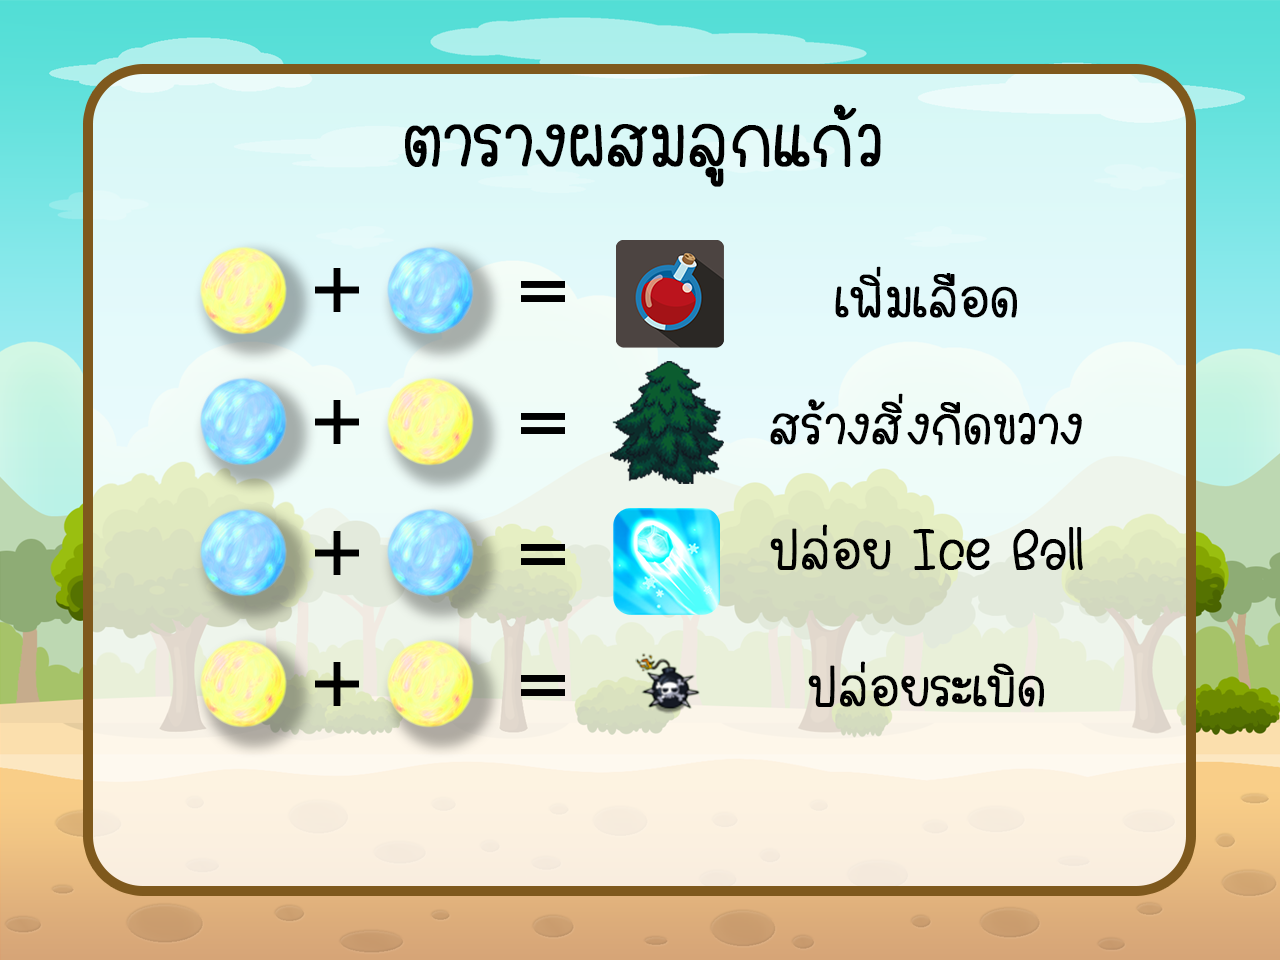 ตารางผสมลูกแก้ว
+ = เพิ่มเลือด
+ = สร้างสิ่งกีดขวาง
+ = ปล่อย Ice Ball
+ = ปล่อยระเบิด